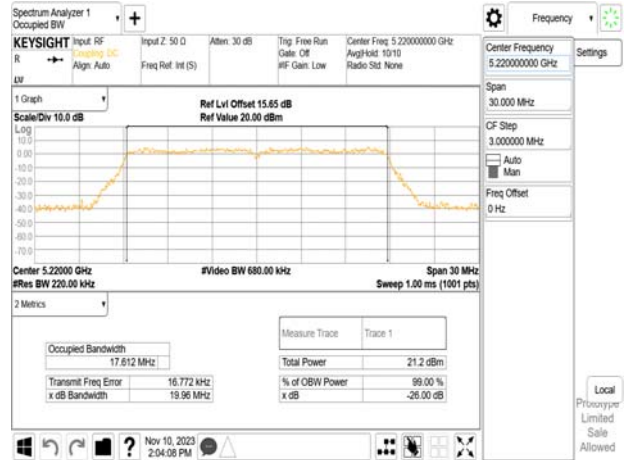 Spectrum Analyzer 1
Occupied BW
Frequency
KEYSIGHT Input: RF Input Z: 50 Ω Atten: 30 dB Trig: Free Run Center Freq: 5.220000000 GHz
Coupling: DC Gate: Off Avg|Hold: 10/10
R Align: Auto Freq Ref: Int (S) #IF Gain: Low Radio Std: None
LW
Center Frequency
5.220000000 GHz
Settings
Span
30.000 MHz
CF Step
3.000000 MHz
Auto
Man
Freq Offset
0 Hz
1 Graph
Ref Lvl Offset 15.65 dB
Scale/Div 10.0 dB Ref Value 20.00 dBm
Log
10.0
0.00
-10.0
-20.0
-30.0
-40.0
-50.0
-60.0
-70.0
Center 5.22000 GHz #Video BW 680.00 kHz Span 30 MHz
#Res BW 220.00 kHz Sweep 1.00 ms (1001 pts)
2 Metrics
Measure Trace Trace 1
Occupied Bandwidth
17.612 MHz
Total Power 21.2 dBm
Transmit Freq Error 16.772 kHz % of OBW Power 99.00 %
x dB Bandwidth 19.96 MHz x dB -26.00 dB
Local
Prototype
Limited
Sale
Allowed
Nov 10, 2023
2:04:08 PM